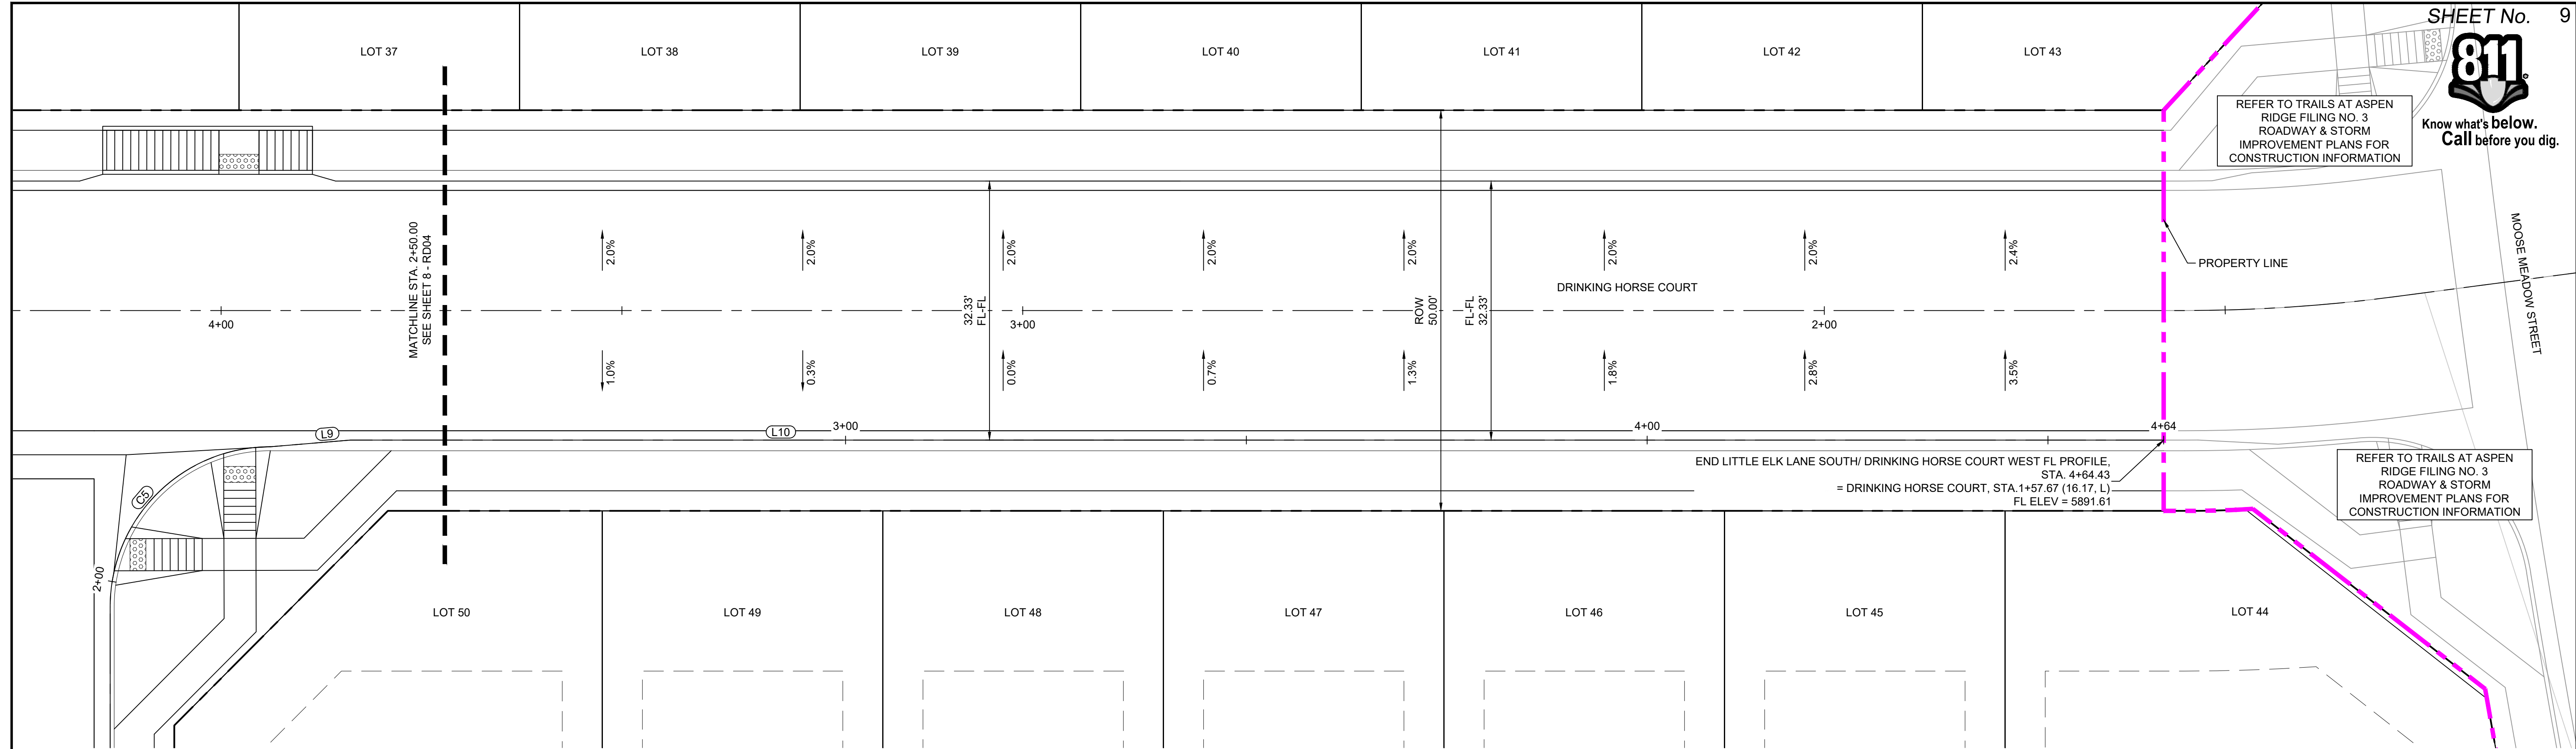 SHEET No. 9
811
Know what's below.
Call before you dig.
LOT 37
LOT 38
LOT 39
LOT 40
LOT 41
LOT 42
LOT 43
REFER TO TRAILS AT ASPEN
RIDGE FILING NO. 3
ROADWAY & STORM
IMPROVEMENT PLANS FOR
CONSTRUCTION INFORMATION
MATCHLINE STA. 2+50.00
SEE SHEET 8 - RD04
2.0%
2.0%
2.0%
2.0%
2.0%
2.0%
2.0%
2.4%
PROPERTY LINE
MOOSE MEADOW STREET
DRINKING HORSE COURT
32.33'
FL-FL
ROW
50.00'
FL-FL
32.33'
4+00
3+00
2+00
1.0%
0.3%
0.0%
0.7%
1.3%
1.8%
2.8%
3.5%
L9
L10
3+00
4+00
4+64
END LITTLE ELK LANE SOUTH/ DRINKING HORSE COURT WEST FL PROFILE,
STA. 4+64.43
= DRINKING HORSE COURT, STA.1+57.67 (16.17, L)
FL ELEV = 5891.61
REFER TO TRAILS AT ASPEN
RIDGE FILING NO. 3
ROADWAY & STORM
IMPROVEMENT PLANS FOR
CONSTRUCTION INFORMATION
C5
2+00
LOT 50
LOT 49
LOT 48
LOT 47
LOT 46
LOT 45
LOT 44